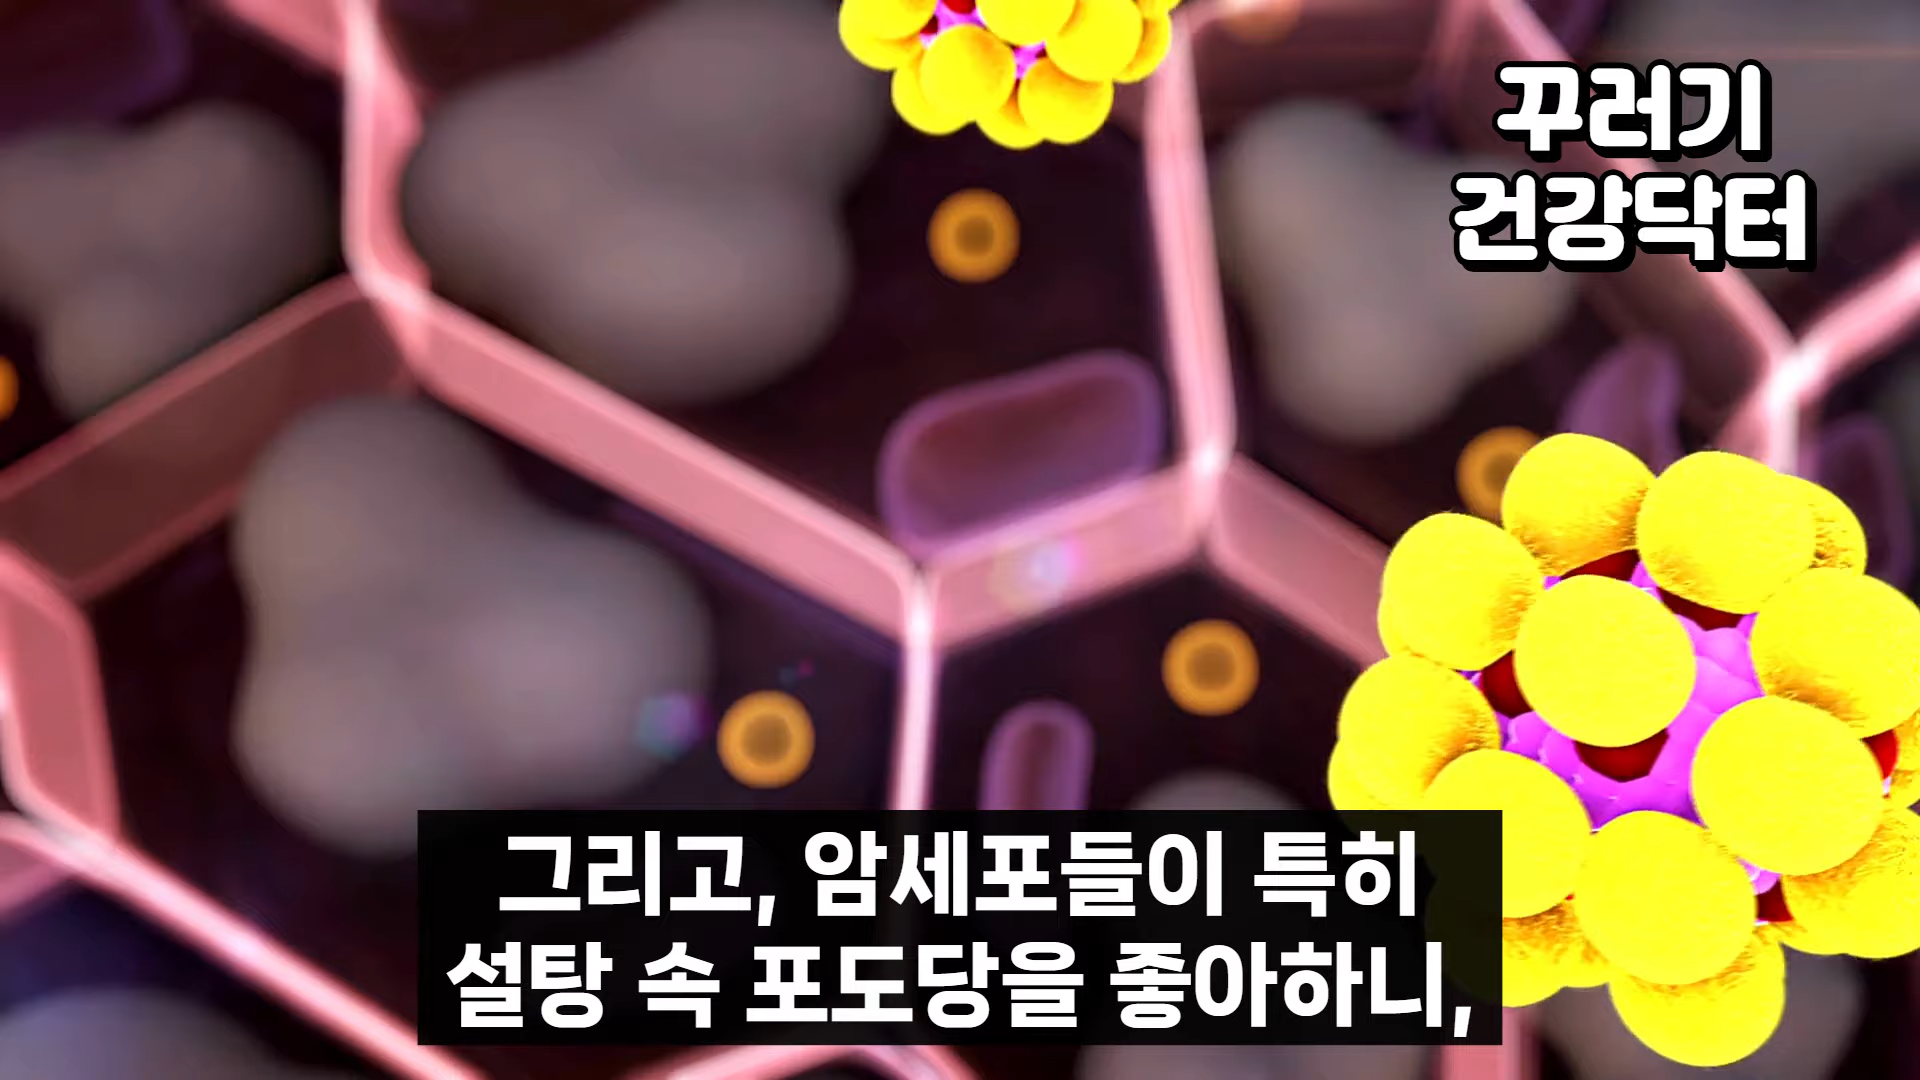 꾸러기
건강닥터
그리고, 암세포들이 특히
설탕 속 포도당을 좋아하니,